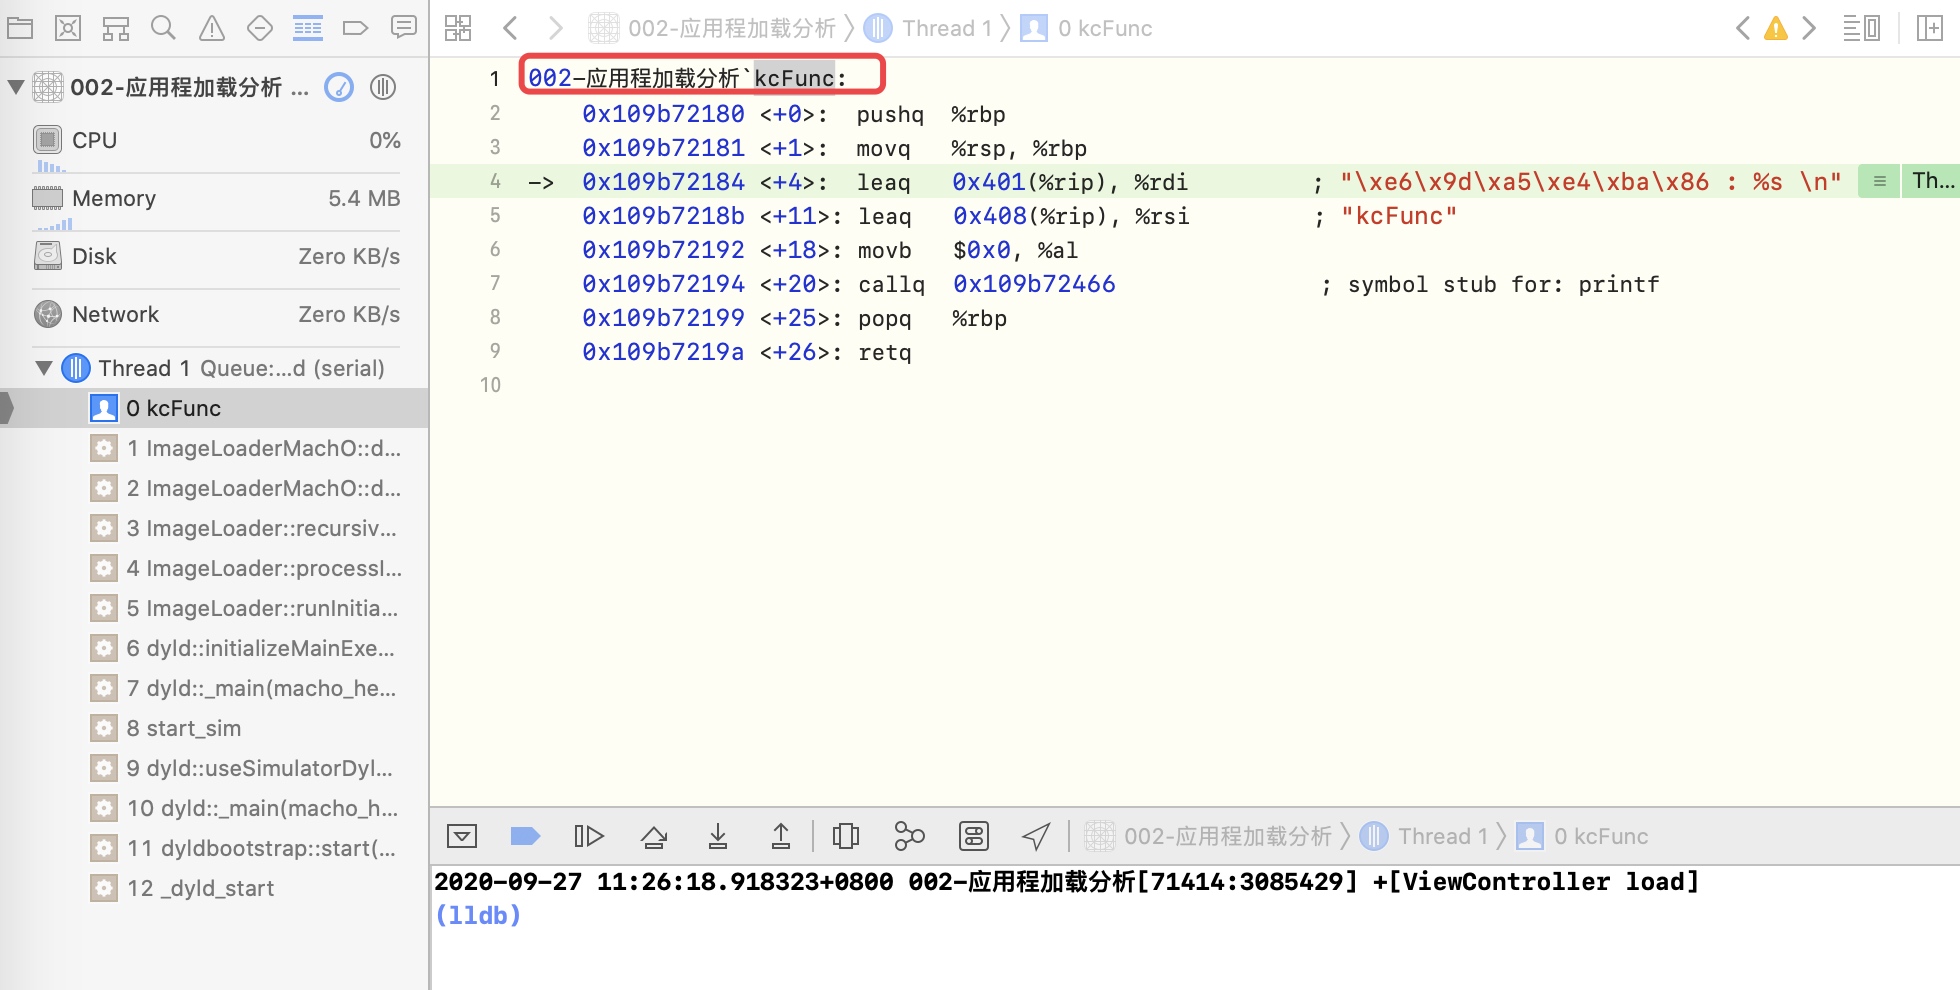 002-应用程加载分析 ...
CPU 0%
Memory 5.4 MB
Disk Zero KB/s
Network Zero KB/s
Thread 1 Queue:...d (serial)
0 kcFunc
1 ImageLoaderMachO::d...
2 ImageLoaderMachO::d...
3 ImageLoader::recursiv...
4 ImageLoader::processI...
5 ImageLoader::runInitia...
6 dyld::initializeMainExe...
7 dyld::_main(macho_he...
8 start_sim
9 dyld::useSimulatorDyl...
10 dyld::_main(macho_h...
11 dyldbootstrap::start(...
12 _dyld_start
002-应用程加载分析 〉 Thread 1 〉 0 kcFunc
1 002-应用程加载分析`kcFunc:
2 0x109b72180 <+0>: pushq %rbp
3 0x109b72181 <+1>: movq %rsp, %rbp
4 -> 0x109b72184 <+4>: leaq 0x401(%rip), %rdi ; "\xe6\x9d\xa5\xe4\xba\x86 : %s \n" Th...
5 0x109b7218b <+11>: leaq 0x408(%rip), %rsi ; "kcFunc"
6 0x109b72192 <+18>: movb $0x0, %al
7 0x109b72194 <+20>: callq 0x109b72466 ; symbol stub for: printf
8 0x109b72199 <+25>: popq %rbp
9 0x109b7219a <+26>: retq
10
002-应用程加载分析 〉 Thread 1 〉 0 kcFunc
2020-09-27 11:26:18.918323+0800 002-应用程加载分析[71414:3085429] +[ViewController load]
(lldb)